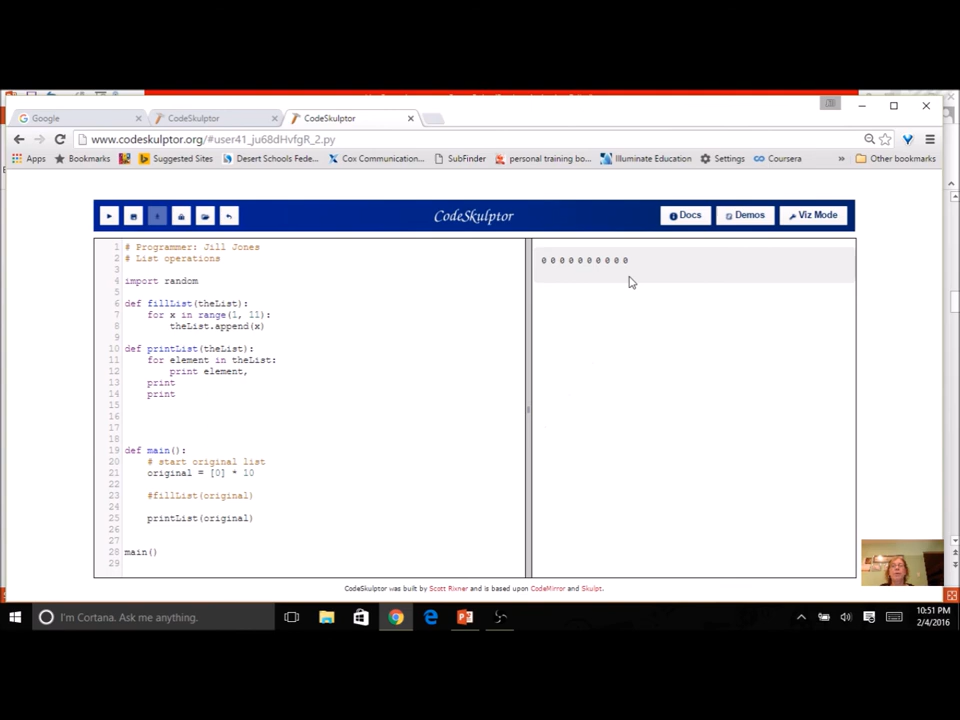 Google
CodeSkulptor
CodeSkulptor
www.codeskulptor.org/#user41_ju68dHvfgR_2.py
Apps
Bookmarks
Suggested Sites
Desert Schools Fede...
Cox Communication...
SubFinder
personal training bo...
Illuminate Education
Settings
Coursera
»
Other bookmarks
CodeSkulptor
Docs
Demos
Viz Mode
1 # Programmer: Jill Jones
2 # List operations
3
4 import random
5
6 def fillList(theList):
7 for x in range(1, 11):
8 theList.append(x)
9
10 def printList(theList):
11 for element in theList:
12 print element,
13 print
14 print
15
16
17
18
19 def main():
20 # start original list
21 original = [0] * 10
22
23 #fillList(original)
24
25 printList(original)
26
27
28 main()
29
0 0 0 0 0 0 0 0 0 0
CodeSkulptor was built by Scott Rixner and is based upon CodeMirror and Skulpt.
I'm Cortana. Ask me anything.
10:51 PM
2/4/2016